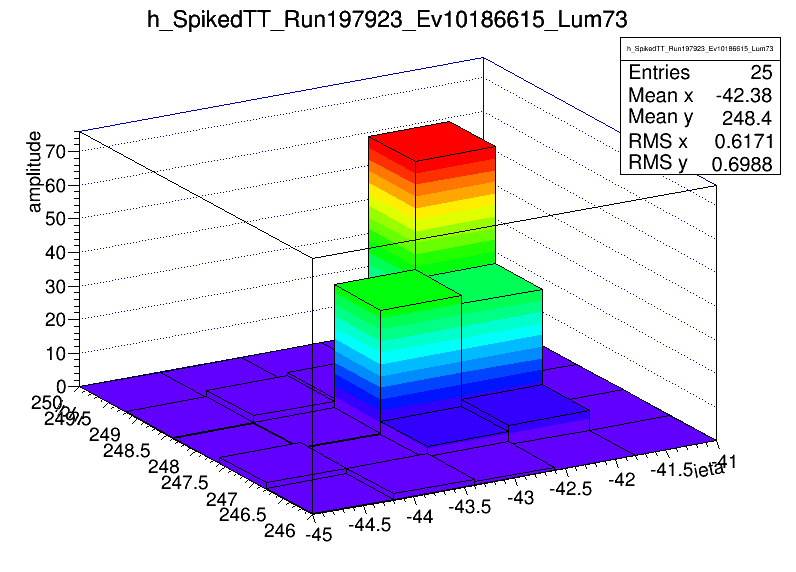 h_SpikedTT_Run197923_Ev10186615_Lum73
h_SpikedTT_Run197923_Ev10186615_Lum73
Entries 25
Mean x -42.38
Mean y 248.4
RMS x 0.6171
RMS y 0.6988
amplitude
70
60
50
40
30
20
10
0
250
249.5
249
248.5
248
247.5
247
246.5
246
-45
-44.5
-44
-43.5
-43
-42.5
-42
-41.5
-41
ieta